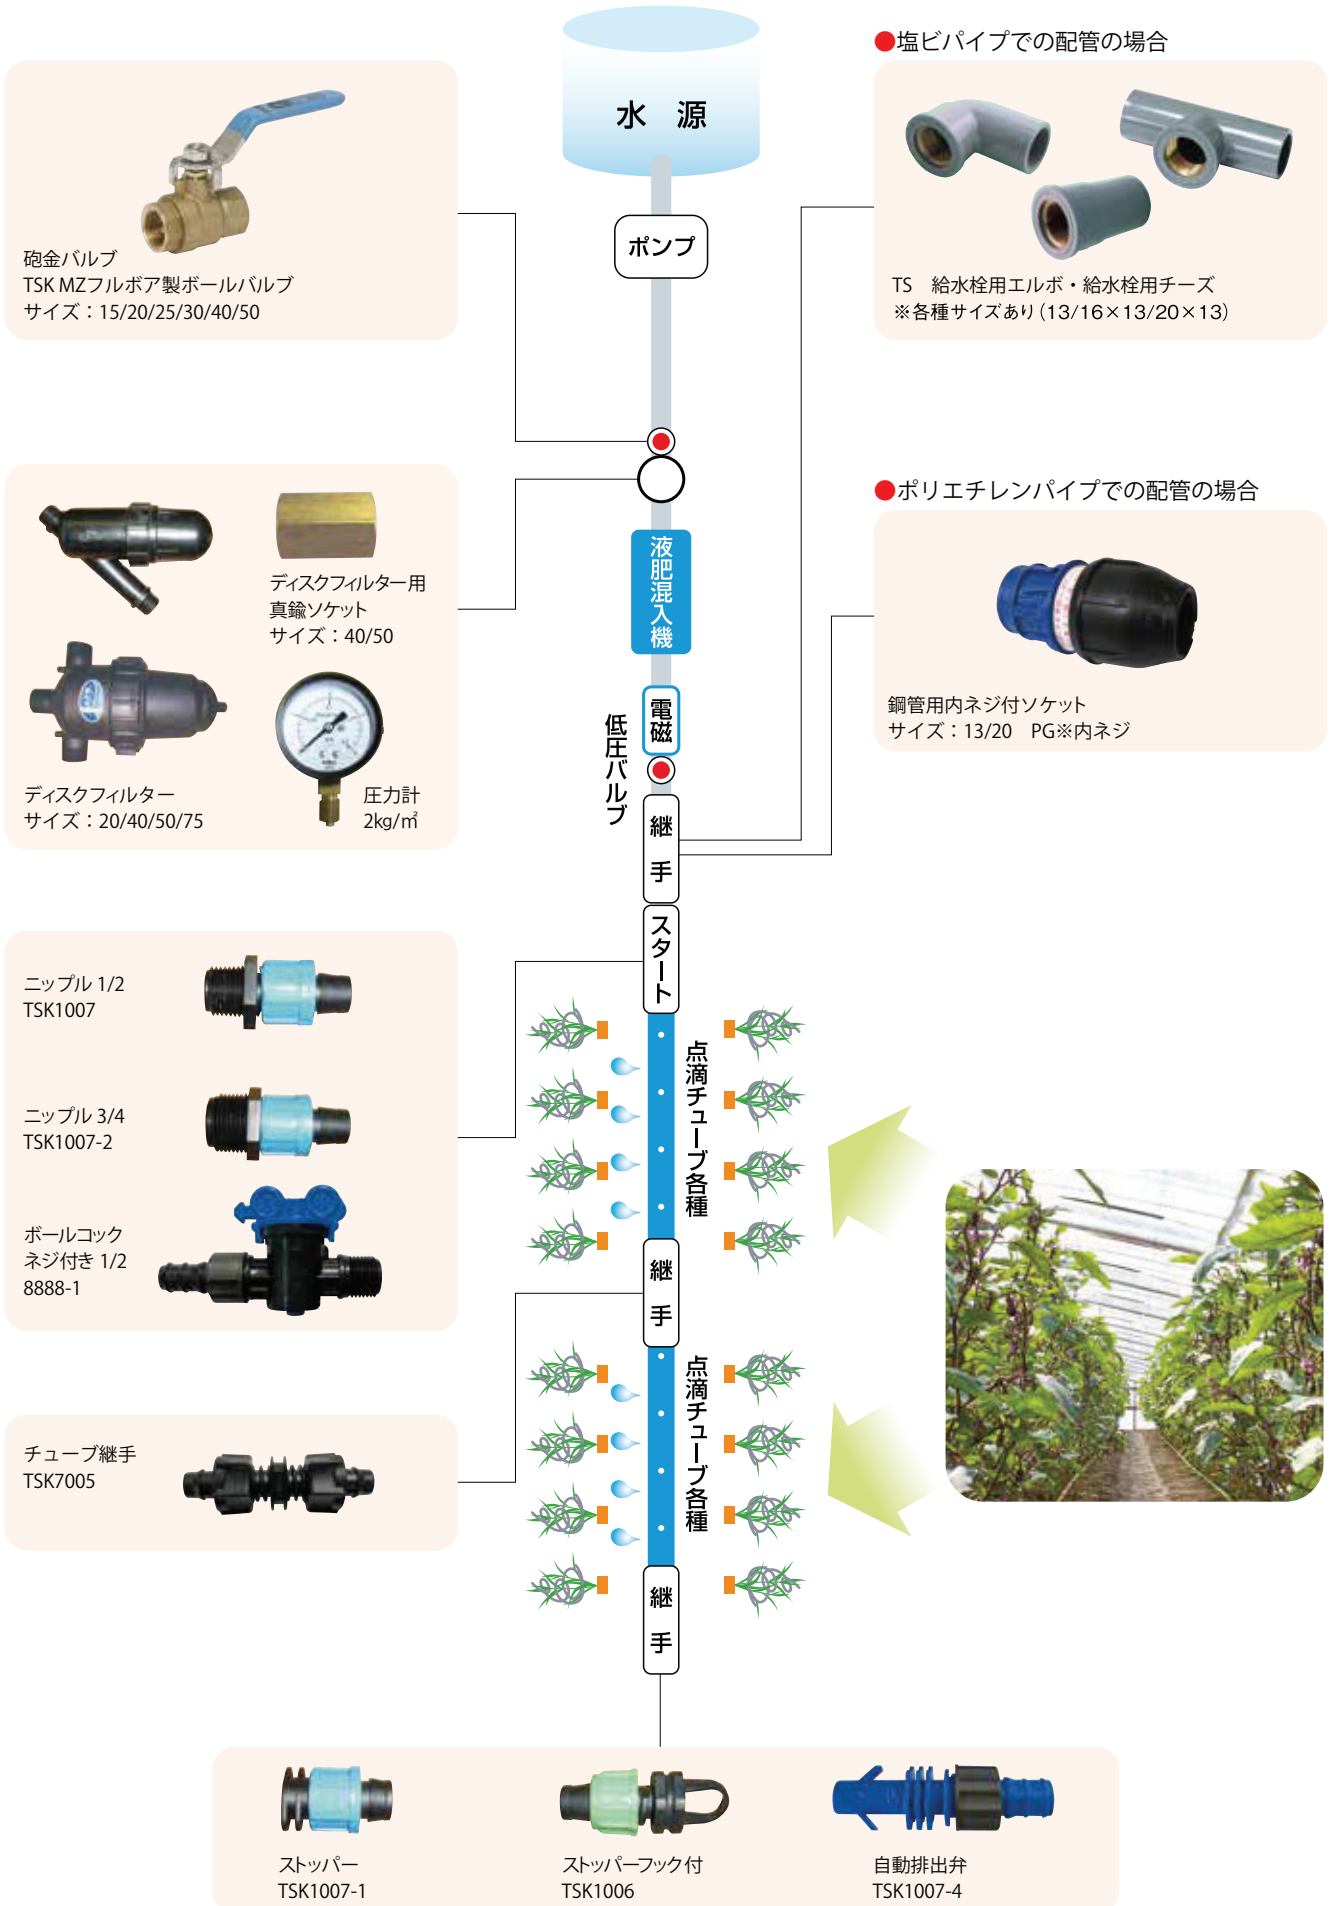 水 源
ポンプ
砲金バルブ
TSK MZフルボア製ボールバルブ
サイズ：15/20/25/30/40/50
●塩ビパイプでの配管の場合
TS 給水栓用エルボ・給水栓用チーズ
※各種サイズあり（13/16×13/20×13）
ディスクフィルター用
真鍮ソケット
サイズ：40/50
ディスクフィルター
サイズ：20/40/50/75
圧力計
2kg/㎡
●ポリエチレンパイプでの配管の場合
鋼管用内ネジ付ソケット
サイズ：13/20 PG※内ネジ
液肥混入機
電磁
低圧バルブ
継手
スタート
ニップル 1/2
TSK1007
ニップル 3/4
TSK1007-2
ボールコック
ネジ付き 1/2
8888-1
点滴チューブ各種
継手
チューブ継手
TSK7005
点滴チューブ各種
継手
ストッパー
TSK1007-1
ストッパーフック付
TSK1006
自動排出弁
TSK1007-4